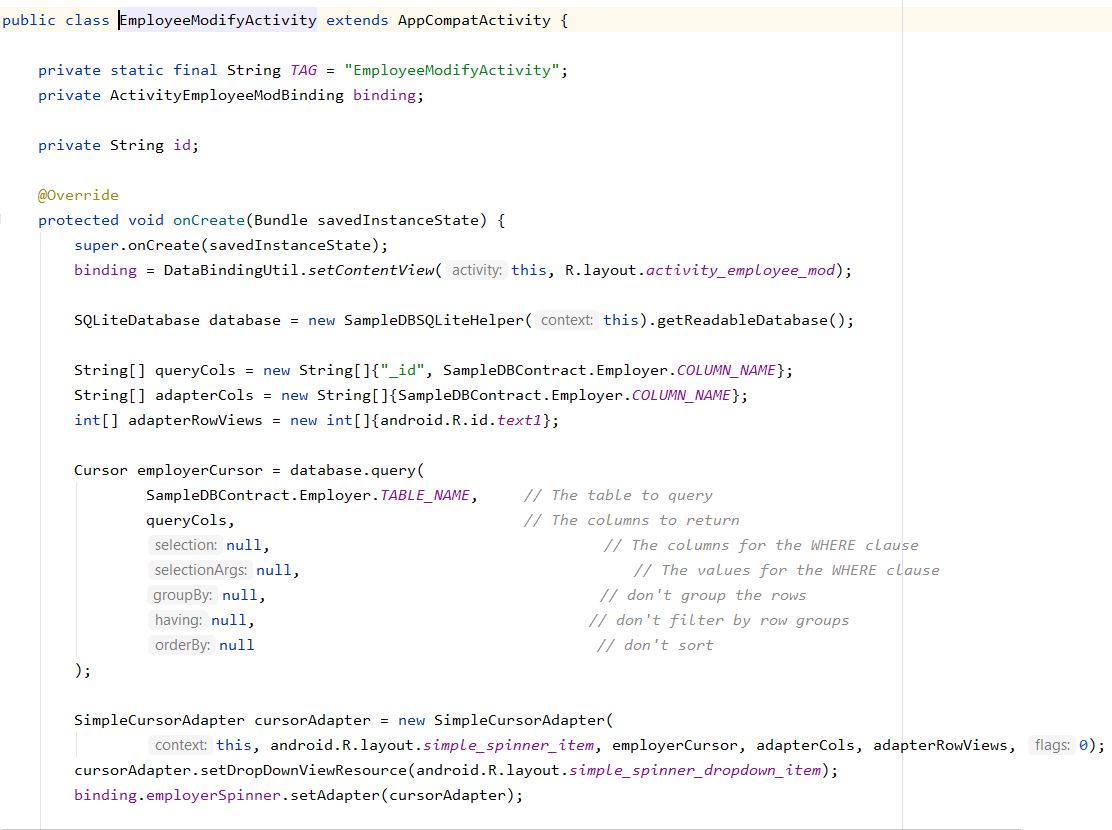 public class EmployeeModifyActivity extends AppCompatActivity {
private static final String TAG = "EmployeeModifyActivity";
private ActivityEmployeeModBinding binding;
private String id;
@Override
protected void onCreate(Bundle savedInstanceState) {
super.onCreate(savedInstanceState);
binding = DataBindingUtil.setContentView( activity: this, R.layout.activity_employee_mod);
SQLiteDatabase database = new SampleDBSQLiteHelper( context: this).getReadableDatabase();
String[] queryCols = new String[]{"_id", SampleDBContract.Employer.COLUMN_NAME};
String[] adapterCols = new String[]{SampleDBContract.Employer.COLUMN_NAME};
int[] adapterRowViews = new int[]{android.R.id.text1};
Cursor employerCursor = database.query(
SampleDBContract.Employer.TABLE_NAME, // The table to query
queryCols, // The columns to return
selection: null, // The columns for the WHERE clause
selectionArgs: null, // The values for the WHERE clause
groupBy: null, // don't group the rows
having: null, // don't filter by row groups
orderBy: null // don't sort
);
SimpleCursorAdapter cursorAdapter = new SimpleCursorAdapter(
context: this, android.R.layout.simple_spinner_item, employerCursor, adapterCols, adapterRowViews, flags: 0);
cursorAdapter.setDropDownViewResource(android.R.layout.simple_spinner_dropdown_item);
binding.employerSpinner.setAdapter(cursorAdapter);